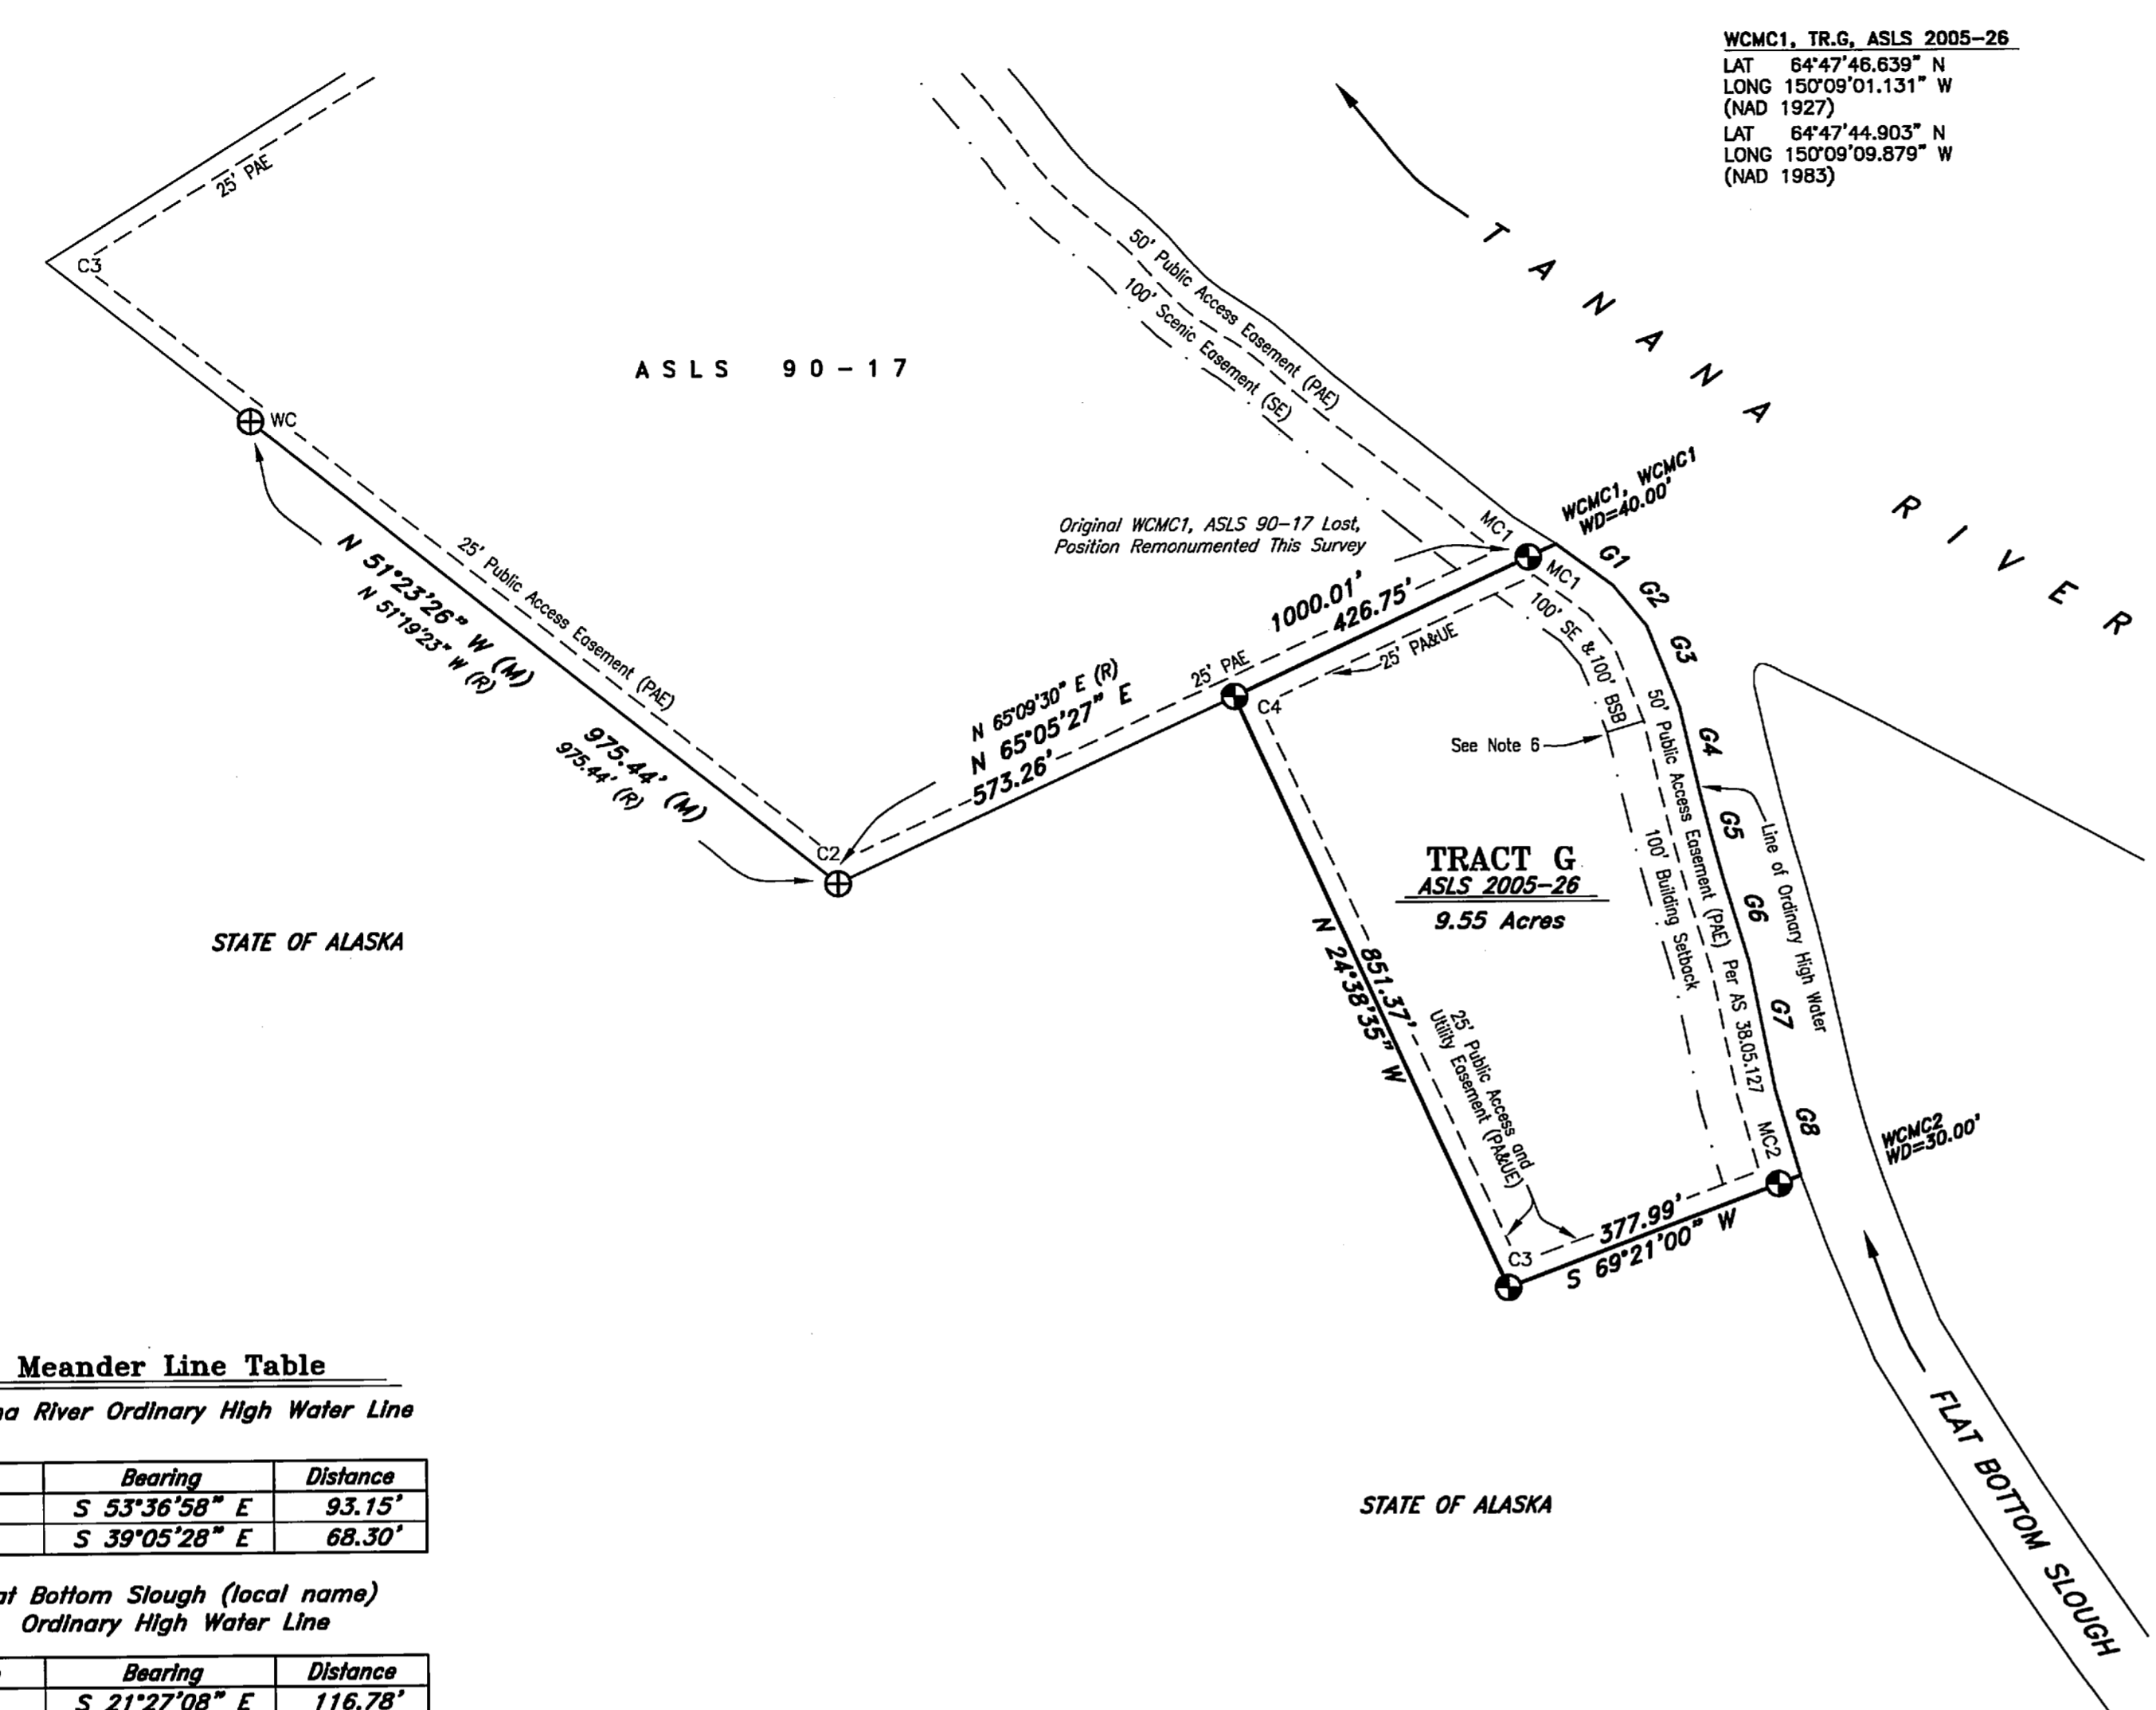 WCMC1, TR.G, ASLS 2005-26
LAT 64°47'46.639" N
LONG 150°09'01.131" W
(NAD 1927)
LAT 64°47'44.903" N
LONG 150°09'09.879" W
(NAD 1983)
TANANA RIVER
25' PAE
C3
50' Public Access Easement (PAE)
100' Scenic Easement (SE)
ASLS 90-17
WC
N 51°23'26" W (M)
N 51°19'23" W (R)
25' Public Access Easement (PAE)
975.44' (M)
975.44' (R)
C2
Original WCMC1, ASLS 90-17 Lost,
Position Remonumented This Survey
MC1
WCMC1, WCMC1
WD=40.00'
MC1
G1
G2
G3
G4
G5
G6
G7
G8
1000.01'
426.75'
25' PAE
25' PA&UE
N 65°09'30" E (R)
N 65°05'27" E
573.26'
C4
100' SE & 100' BSB
See Note 6
50' Public Access Easement (PAE) Per AS 38.05.127
100' Building Setback
Line of Ordinary High Water
TRACT G
ASLS 2005-26
9.55 Acres
851.37'
N 24°38'35" W
25' Public Access and
Utility Easement (PA&UE)
MC2
WCMC2
WD=30.00'
C3
377.99'
S 69°21'00" W
STATE OF ALASKA
STATE OF ALASKA
FLAT BOTTOM SLOUGH
Meander Line Table
na River Ordinary High Water Line
Bearing Distance
S 53°36'58" E 93.15'
S 39°05'28" E 68.30'
at Bottom Slough (local name)
Ordinary High Water Line
Bearing Distance
S 21°27'08" E 116.78'